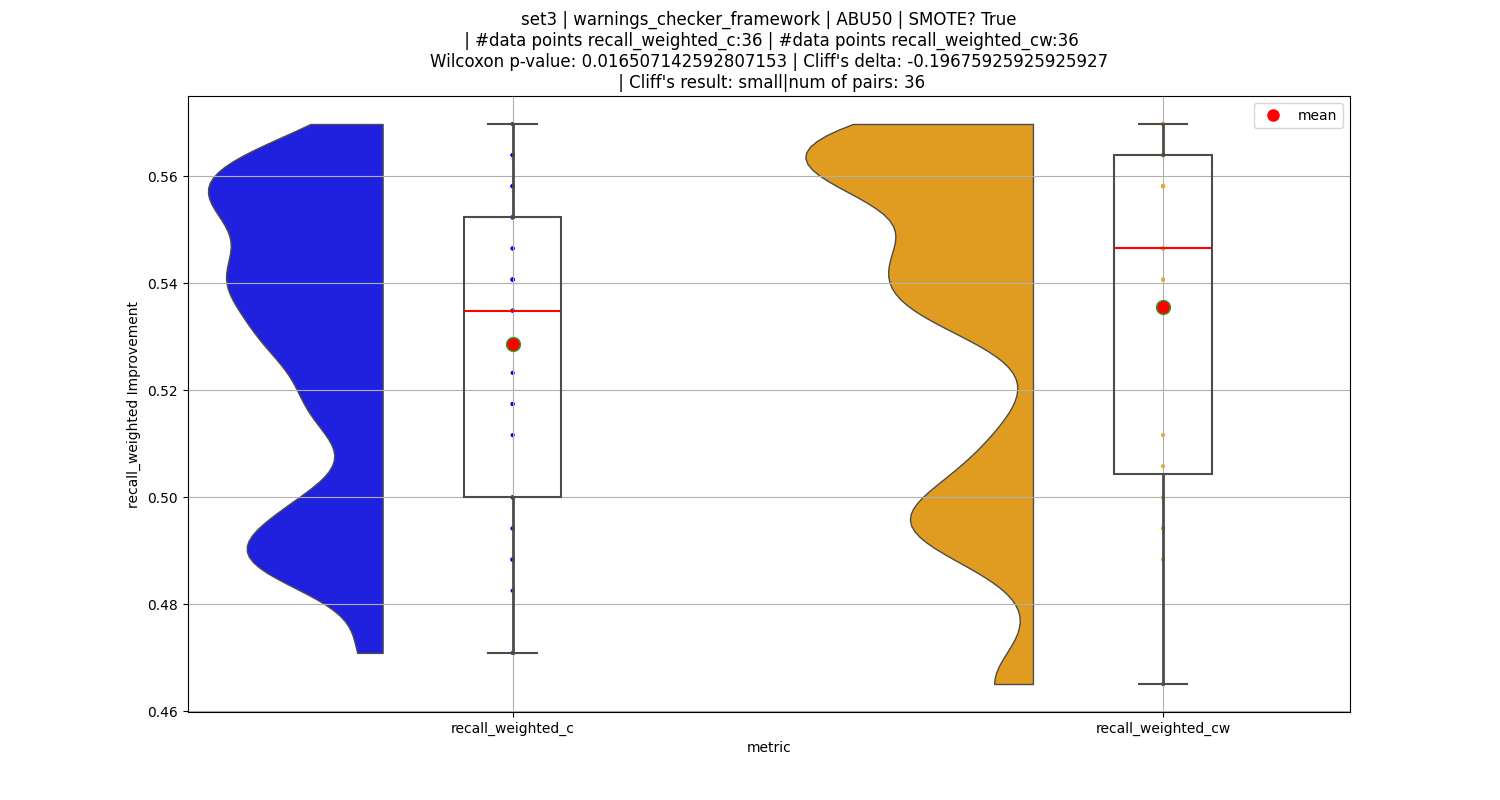 set3 | warnings_checker_framework | ABU50 | SMOTE? True
| #data points recall_weighted_c:36 | #data points recall_weighted_cw:36
Wilcoxon p-value: 0.016507142592807153 | Cliff's delta: -0.19675925925925927
| Cliff's result: small|num of pairs: 36
mean
0.56
0.54
0.52
0.50
0.48
0.46
recall_weighted Improvement
recall_weighted_c
recall_weighted_cw
metric